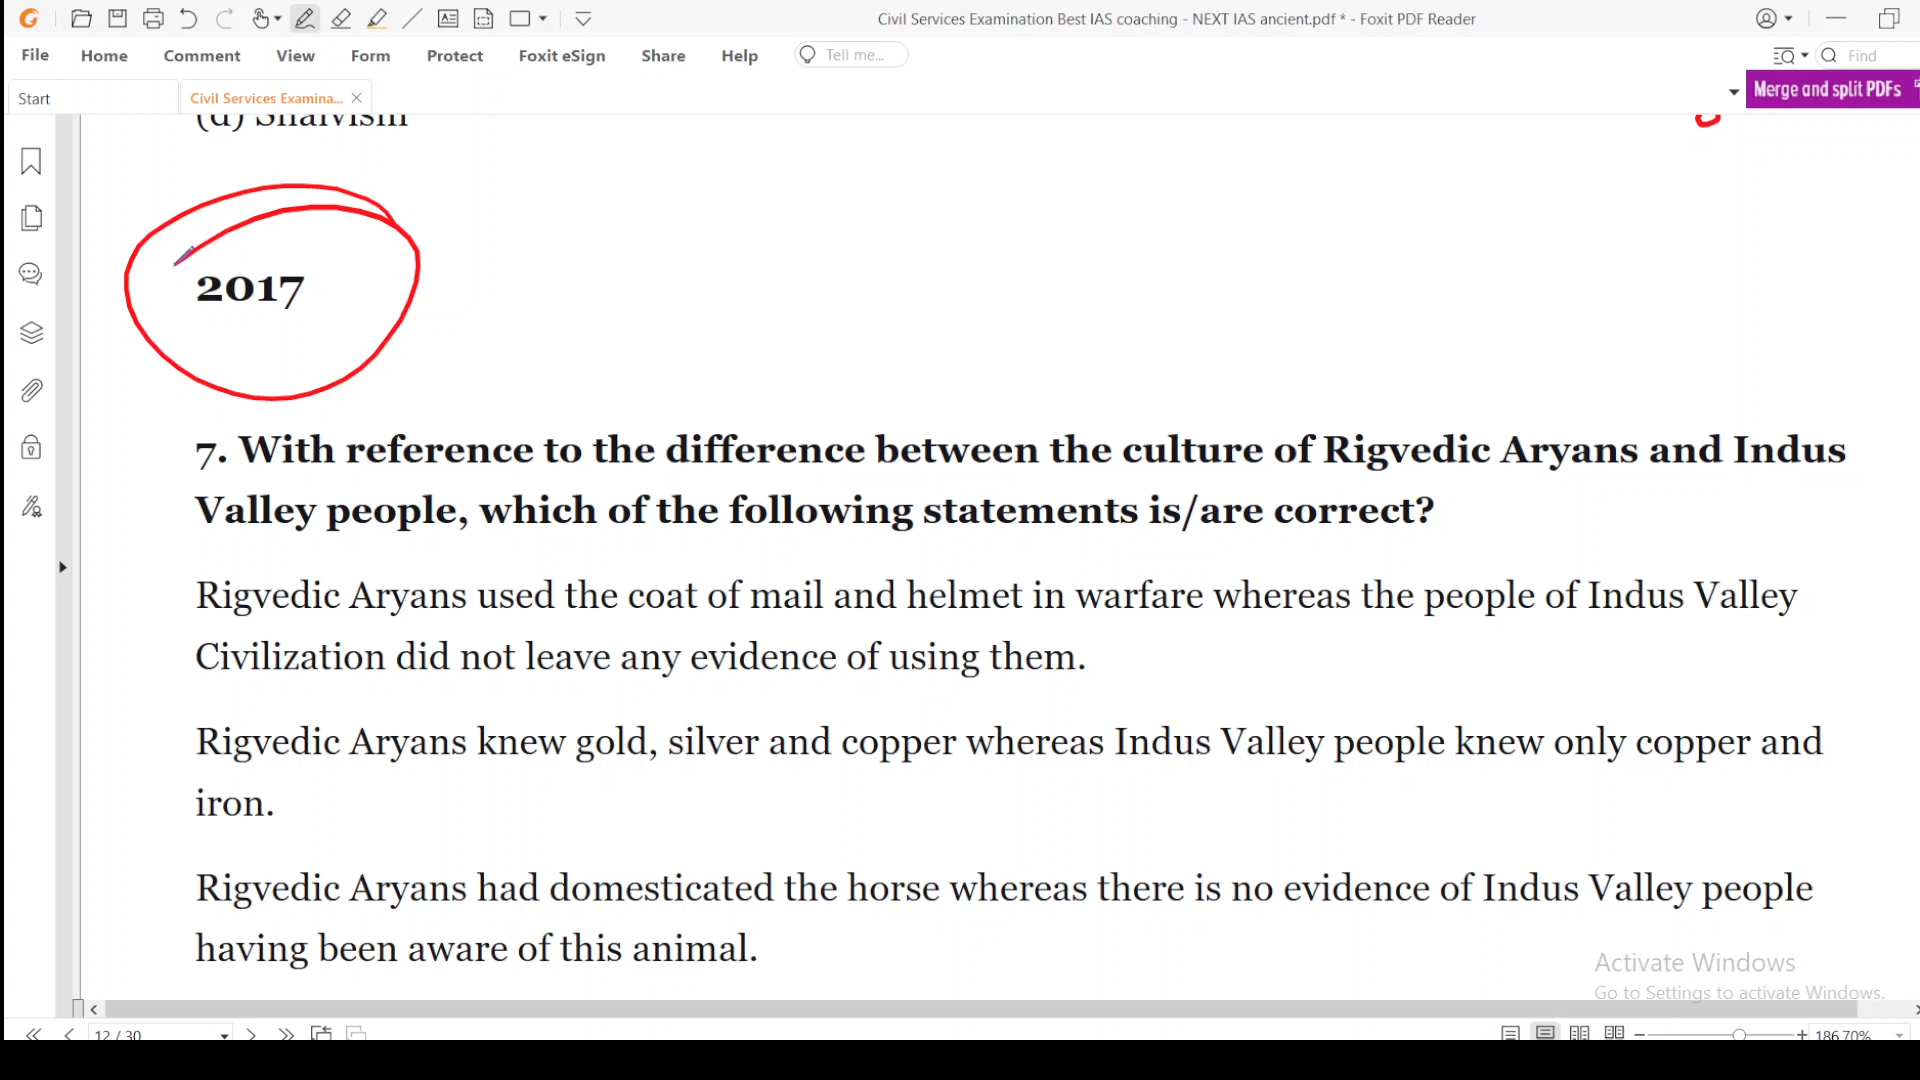 Civil Services Examination Best IAS coaching - NEXT IAS ancient.pdf * - Foxit PDF Reader
File Home Comment View Form Protect Foxit eSign Share Help Tell me... Find
Start Civil Services Examina... Merge and split PDFs
(d) Shaivism
2017
7. With reference to the difference between the culture of Rigvedic Aryans and Indus
Valley people, which of the following statements is/are correct?
Rigvedic Aryans used the coat of mail and helmet in warfare whereas the people of Indus Valley
Civilization did not leave any evidence of using them.
Rigvedic Aryans knew gold, silver and copper whereas Indus Valley people knew only copper and
iron.
Rigvedic Aryans had domesticated the horse whereas there is no evidence of Indus Valley people
having been aware of this animal.
Activate Windows
Go to Settings to activate Windows.
12 / 30 186.70%